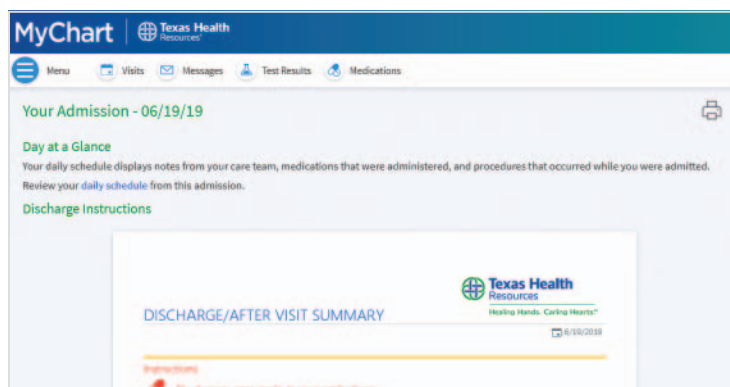 MyChart Texas Health
Resources®
Menu Visits Messages Test Results Medications
Your Admission - 06/19/19
Day at a Glance
Your daily schedule displays notes from your care team, medications that were administered, and procedures that occurred while you were admitted.
Review your daily schedule from this admission.
Discharge Instructions
Texas Health
Resources
Healing Hands. Caring Hearts.℠
DISCHARGE/AFTER VISIT SUMMARY
6/19/2019
Instructions